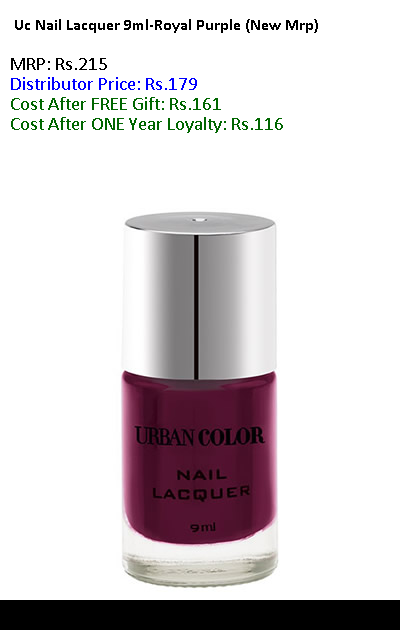 Uc Nail Lacquer 9ml-Royal Purple (New Mrp)
MRP: Rs.215
Distributor Price: Rs.179
Cost After FREE Gift: Rs.161
Cost After ONE Year Loyalty: Rs.116
URBAN COLOR
NAIL
LACQUER
9ml